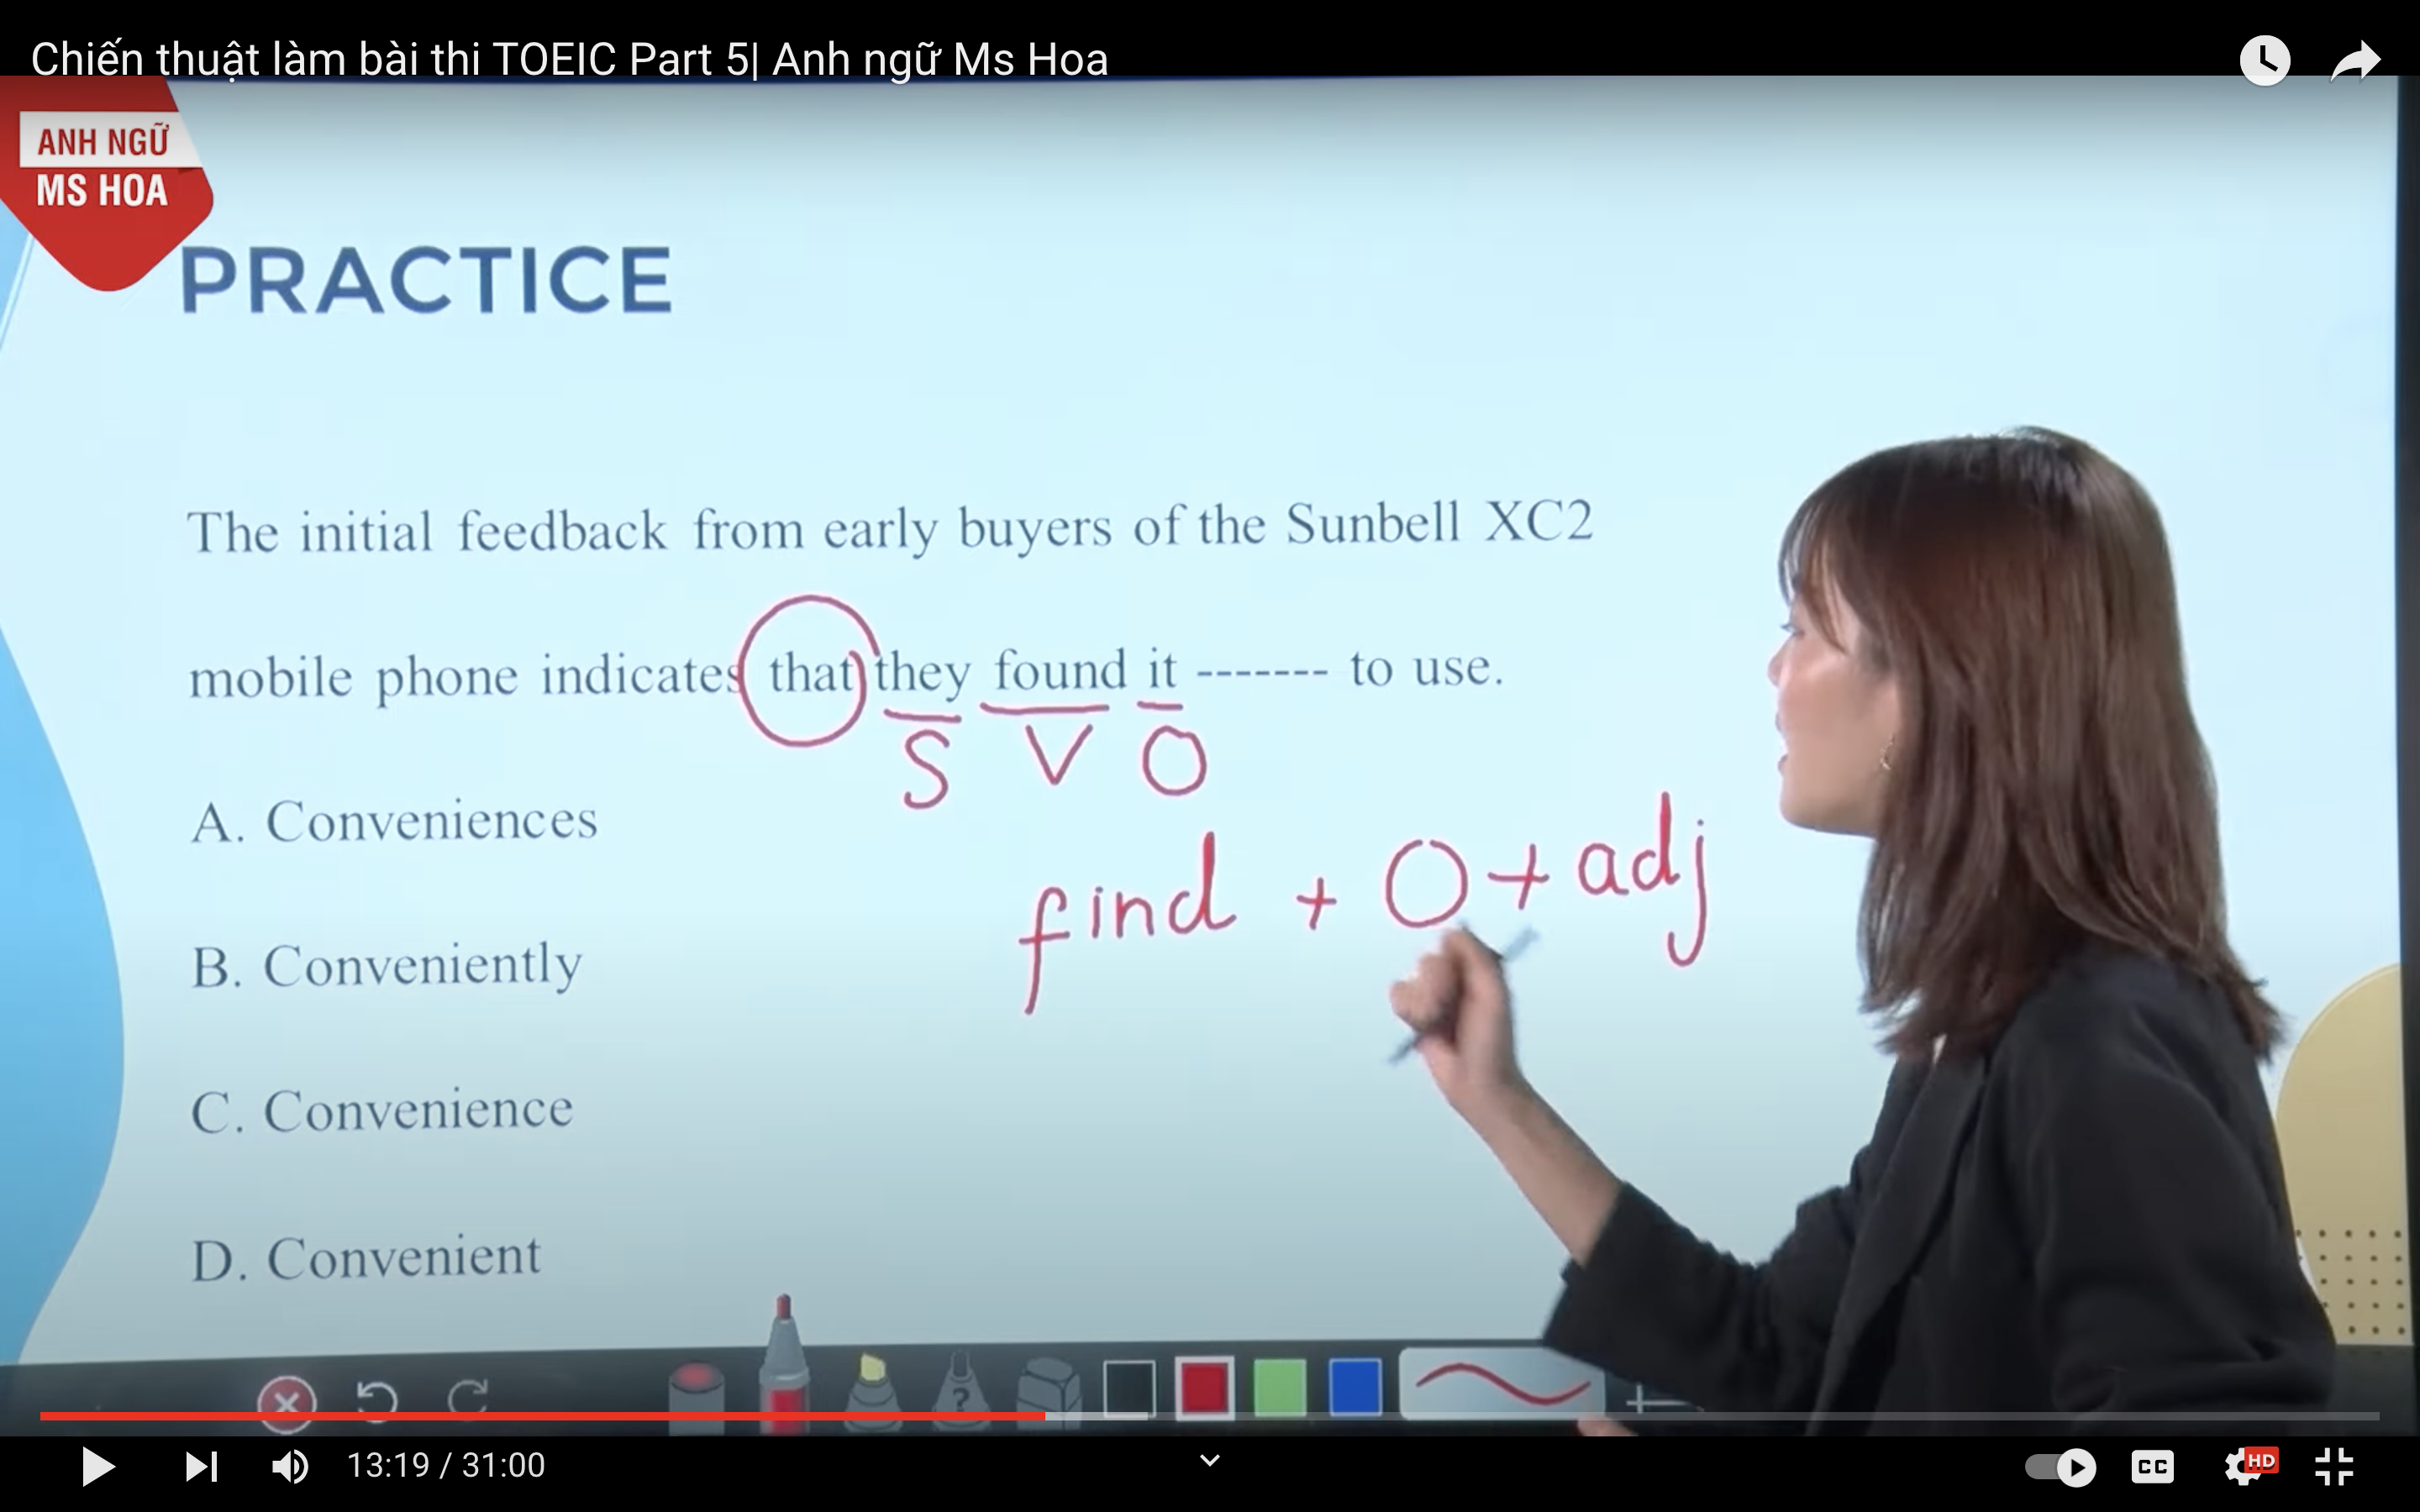 Chiến thuật làm bài thi TOEIC Part 5| Anh ngữ Ms Hoa
ANH NGỮ
MS HOA
PRACTICE
The initial feedback from early buyers of the Sunbell XC2
mobile phone indicates that they found it ------- to use.
S V O
A. Conveniences
find + O + adj
B. Conveniently
C. Convenience
D. Convenient
?
13:19 / 31:00
CC
HD